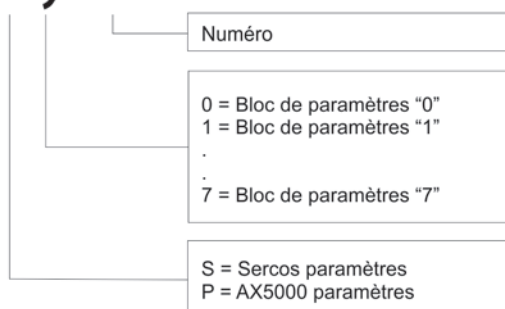 Numéro
0 = Bloc de paramètres “0”
1 = Bloc de paramètres “1”
.
.
7 = Bloc de paramètres “7”
S = Sercos paramètres
P = AX5000 paramètres